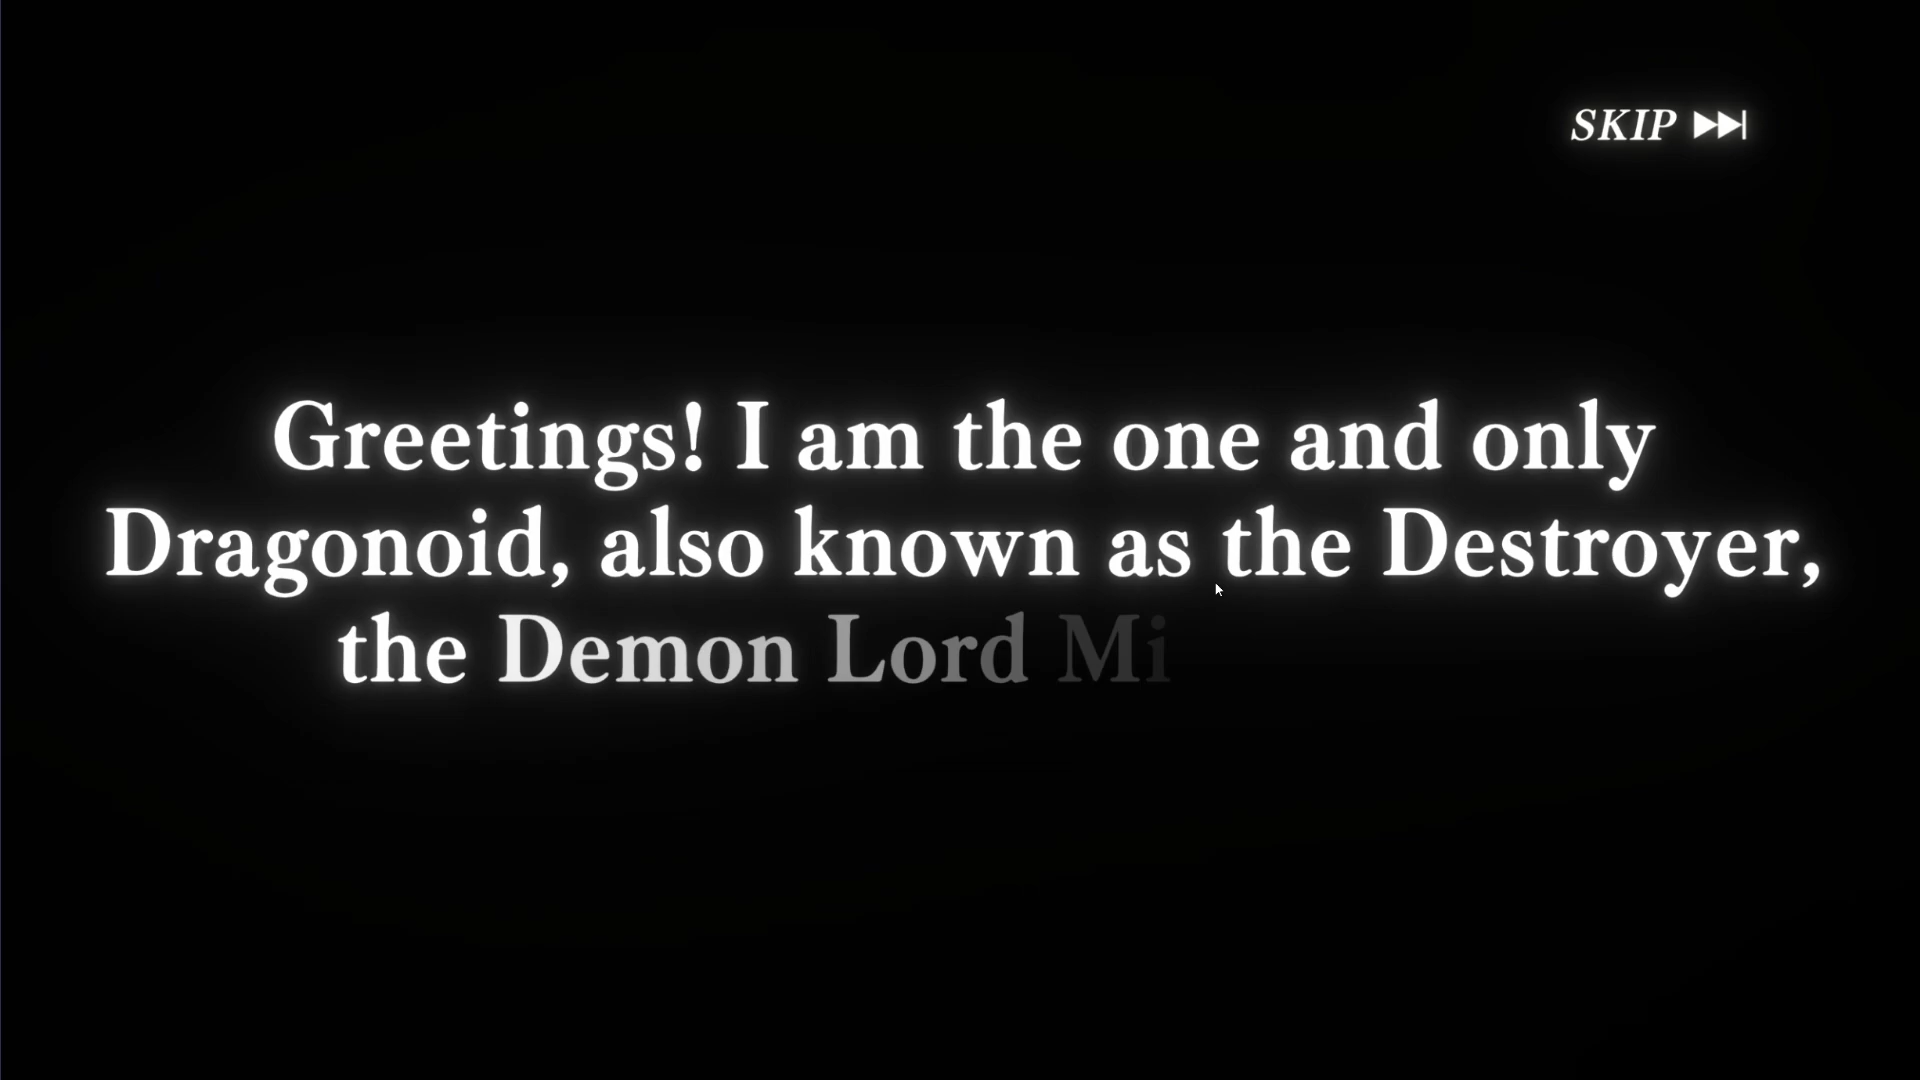 SKIP
Greetings! I am the one and only
Dragonoid, also known as the Destroyer,
the Demon Lord Mi